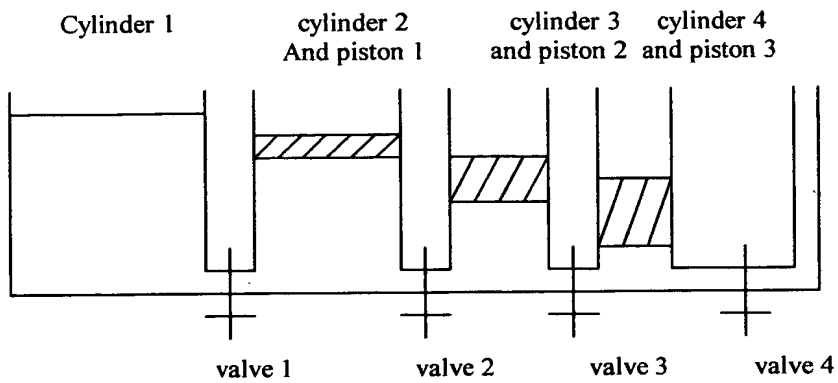 Cylinder 1
cylinder 2
And piston 1
cylinder 3
and piston 2
cylinder 4
and piston 3
valve 1
valve 2
valve 3
valve 4